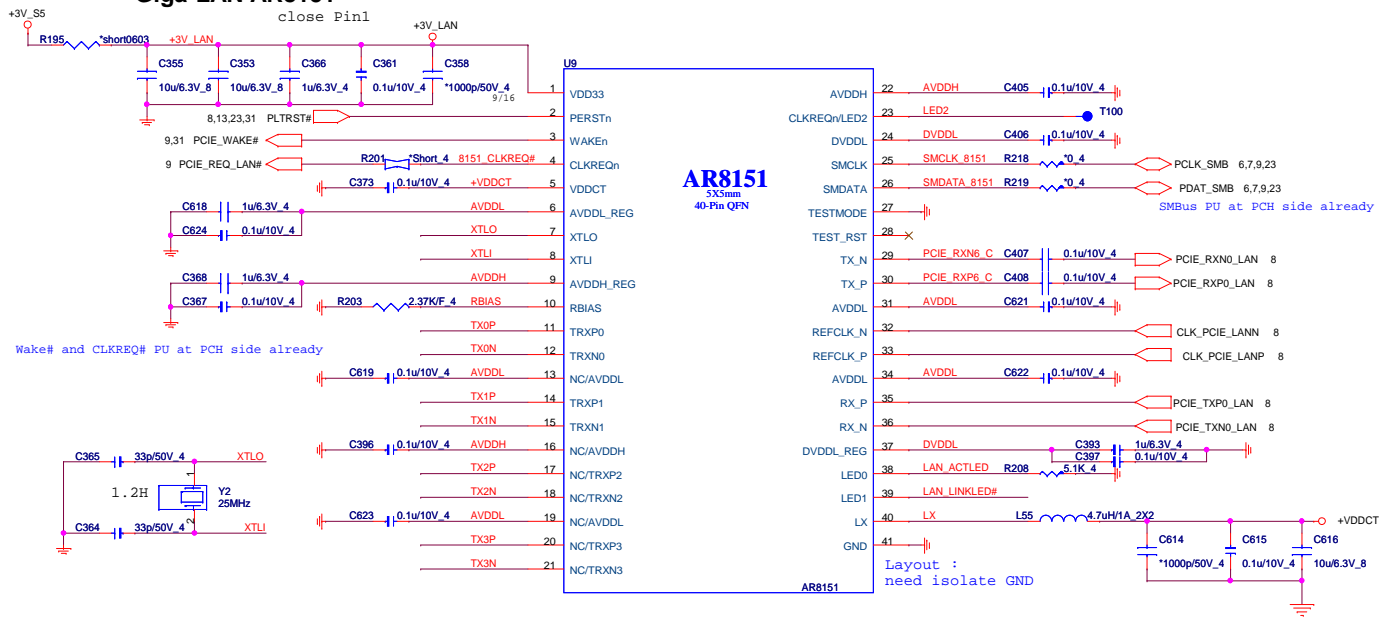 Giga-LAN AR8151
close Pin1
+3V_S5
R195 *short0603 +3V_LAN
+3V_LAN
C355 10u/6.3V_8
C353 10u/6.3V_8
C366 1u/6.3V_4
C361 0.1u/10V_4
C358 *1000p/50V_4
9/16
U9
AR8151
5X5mm
40-Pin QFN
1 VDD33
8,13,23,31 PLTRST# 2 PERSTn
9,31 PCIE_WAKE# 3 WAKEn
9 PCIE_REQ_LAN# R201 *Short_4 8151_CLKREQ# 4 CLKREQn
C373 0.1u/10V_4 +VDDCT 5 VDDCT
C618 1u/6.3V_4 AVDDL 6 AVDDL_REG
C624 0.1u/10V_4 XTLO 7 XTLO
XTLI 8 XTLI
C368 1u/6.3V_4 AVDDH 9 AVDDH_REG
C367 0.1u/10V_4 R203 2.37K/F_4 RBIAS 10 RBIAS
TX0P 11 TRXP0
Wake# and CLKREQ# PU at PCH side already
TX0N 12 TRXN0
C619 0.1u/10V_4 AVDDL 13 NC/AVDDL
TX1P 14 TRXP1
TX1N 15 TRXN1
C396 0.1u/10V_4 AVDDH 16 NC/AVDDH
TX2P 17 NC/TRXP2
TX2N 18 NC/TRXN2
C623 0.1u/10V_4 AVDDL 19 NC/AVDDL
TX3P 20 NC/TRXP3
TX3N 21 NC/TRXN3
C365 33p/50V_4 XTLO
1
1.2H
Y2
25MHz
2
C364 33p/50V_4 XTLI
AVDDH 22 AVDDH C405 0.1u/10V_4
CLKREQn/LED2 23 LED2 T100
DVDDL 24 DVDDL C406 0.1u/10V_4
SMCLK 25 SMCLK_8151 R218 *0_4 PCLK_SMB 6,7,9,23
SMDATA 26 SMDATA_8151 R219 *0_4 PDAT_SMB 6,7,9,23
SMBus PU at PCH side already
TESTMODE 27
TEST_RST 28
TX_N 29 PCIE_RXN6_C C407 0.1u/10V_4 PCIE_RXN0_LAN 8
TX_P 30 PCIE_RXP6_C C408 0.1u/10V_4 PCIE_RXP0_LAN 8
AVDDL 31 AVDDL C621 0.1u/10V_4
REFCLK_N 32 CLK_PCIE_LANN 8
REFCLK_P 33 CLK_PCIE_LANP 8
AVDDL 34 AVDDL C622 0.1u/10V_4
RX_P 35 PCIE_TXP0_LAN 8
RX_N 36 PCIE_TXN0_LAN 8
DVDDL_REG 37 DVDDL C393 1u/6.3V_4
C397 0.1u/10V_4
LED0 38 LAN_ACTLED R208 5.1K_4
LED1 39 LAN_LINKLED#
LX 40 LX L55 4.7uH/1A_2X2 +VDDCT
GND 41
C614 *1000p/50V_4
C615 0.1u/10V_4
C616 10u/6.3V_8
Layout :
need isolate GND
AR8151